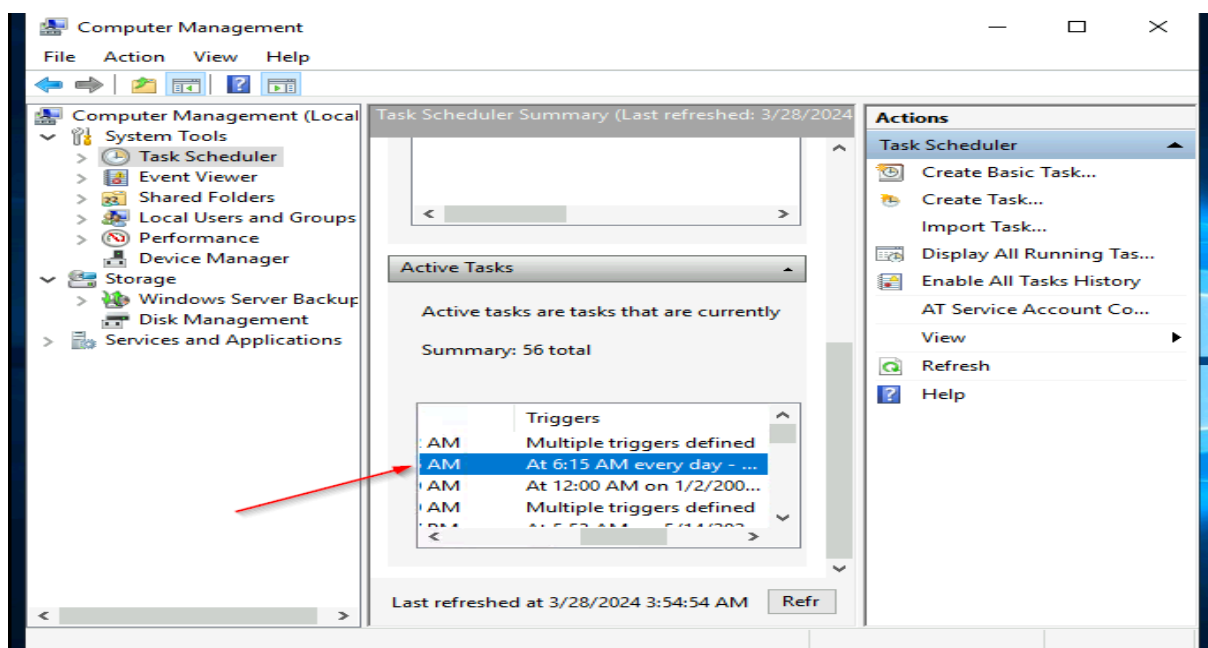 Computer Management
File Action View Help
Computer Management (Local
System Tools
Task Scheduler
Event Viewer
Shared Folders
Local Users and Groups
Performance
Device Manager
Storage
Windows Server Backup
Disk Management
Services and Applications
Task Scheduler Summary (Last refreshed: 3/28/2024
Active Tasks
Active tasks are tasks that are currently
Summary: 56 total
Triggers
AM Multiple triggers defined
AM At 6:15 AM every day - ...
AM At 12:00 AM on 1/2/200...
AM Multiple triggers defined
Last refreshed at 3/28/2024 3:54:54 AM Refr
Actions
Task Scheduler
Create Basic Task...
Create Task...
Import Task...
Display All Running Tas...
Enable All Tasks History
AT Service Account Co...
View
Refresh
Help